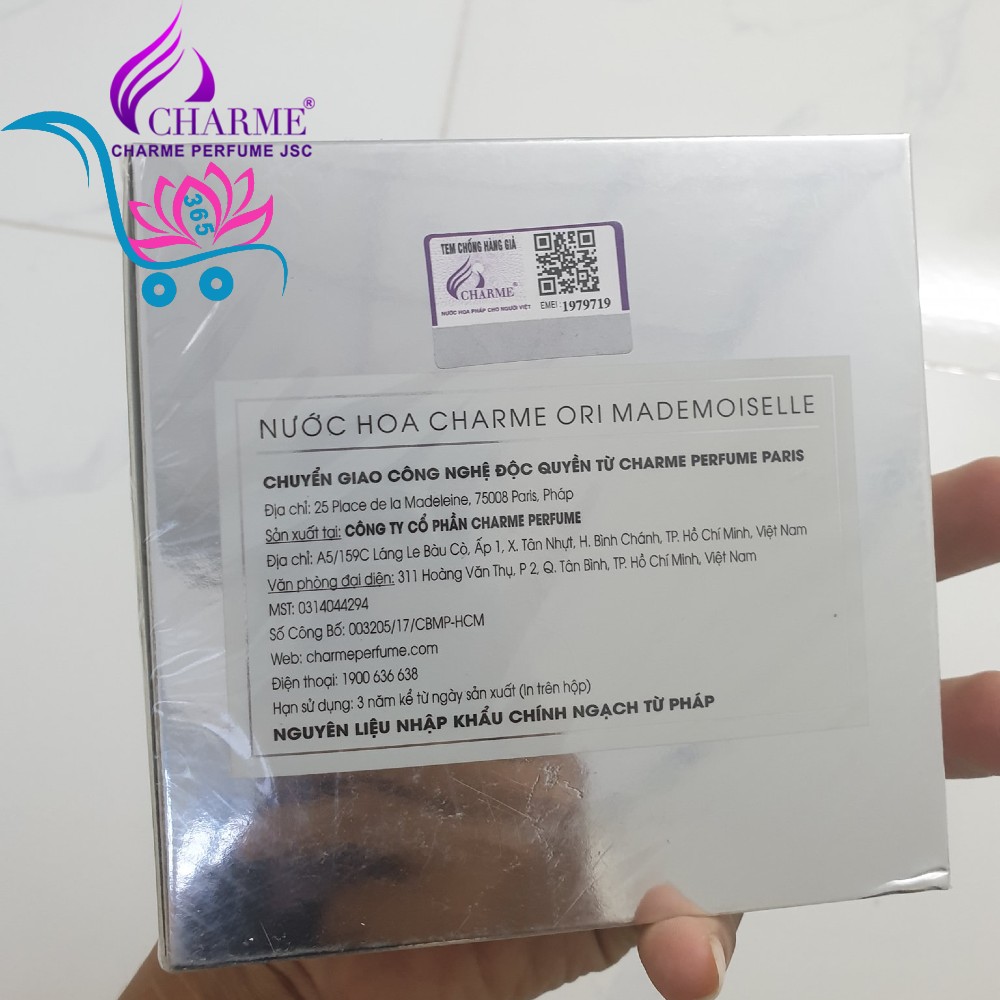 CHARME®
CHARME PERFUME JSC
365
TEM CHỐNG HÀNG GIẢ
CHARME®
NƯỚC HOA PHÁP CHO NGƯỜI VIỆT
EMEI: 1979719
NƯỚC HOA CHARME ORI MADEMOISELLE
CHUYỂN GIAO CÔNG NGHỆ ĐỘC QUYỀN TỪ CHARME PERFUME PARIS
Địa chỉ: 25 Place de la Madeleine, 75008 Paris, Pháp
Sản xuất tại: CÔNG TY CỔ PHẦN CHARME PERFUME
Địa chỉ: A5/159C Láng Le Bàu Cò, Ấp 1, X. Tân Nhựt, H. Bình Chánh, TP. Hồ Chí Minh, Việt Nam
Văn phòng đại diện: 311 Hoàng Văn Thụ, P 2, Q. Tân Bình, TP. Hồ Chí Minh, Việt Nam
MST: 0314044294
Số Công Bố: 003205/17/CBMP-HCM
Web: charmeperfume.com
Điện thoại: 1900 636 638
Hạn sử dụng: 3 năm kể từ ngày sản xuất (In trên hộp)
NGUYÊN LIỆU NHẬP KHẨU CHÍNH NGẠCH TỪ PHÁP